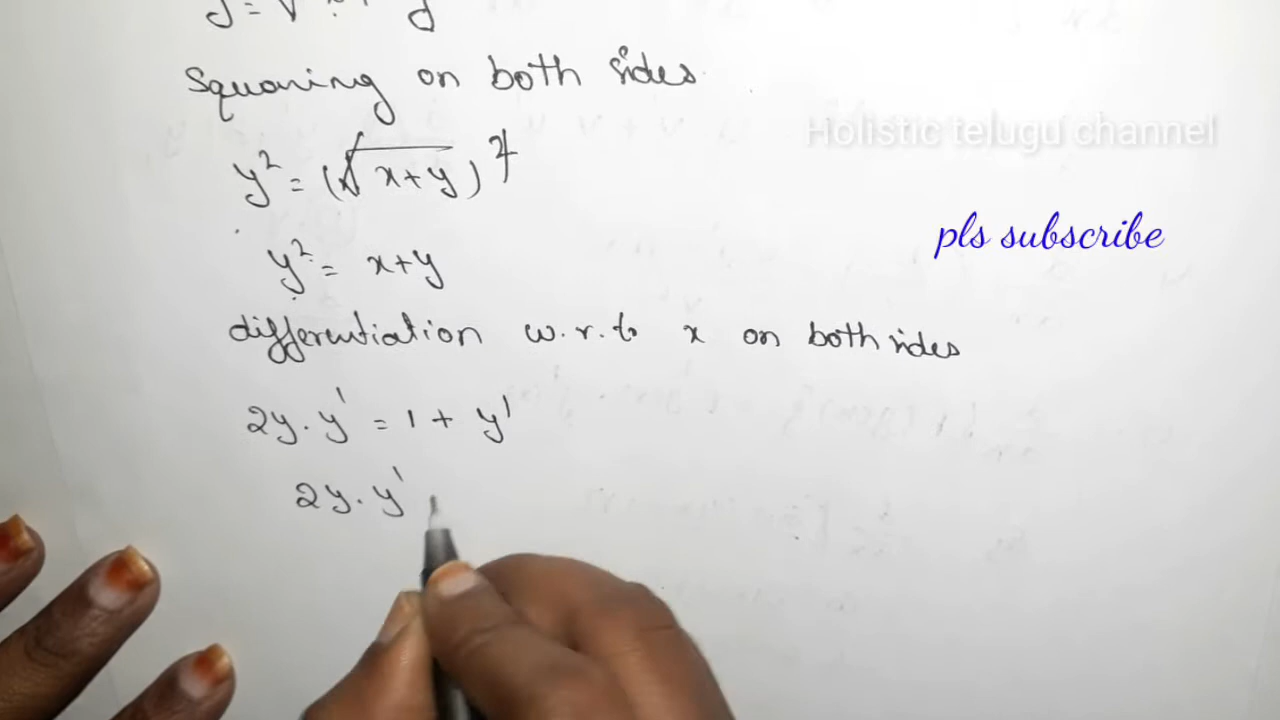 y = √
y
Squaring on both sides.
Holistic telugu channel
y² = (√x+y)²
pls subscribe
y² = x+y
differentiation w.r.to x on both sides
2y.y' = 1 + y'
2y.y'